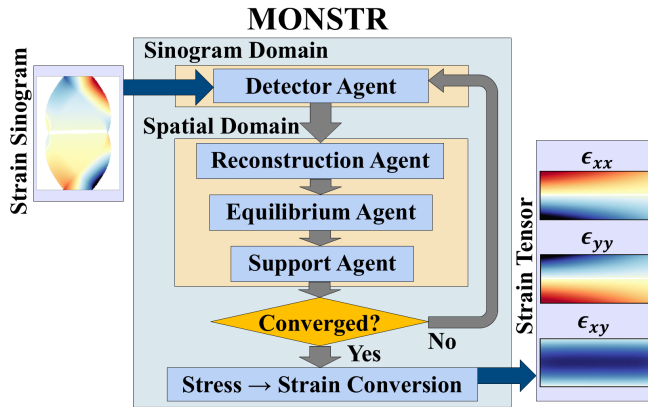 MONSTR
Sinogram Domain
Strain Sinogram
Detector Agent
Spatial Domain
Reconstruction Agent
Equilibrium Agent
Support Agent
Converged?
No
Yes
Stress → Strain Conversion
Strain Tensor
ϵxx
ϵyy
ϵxy